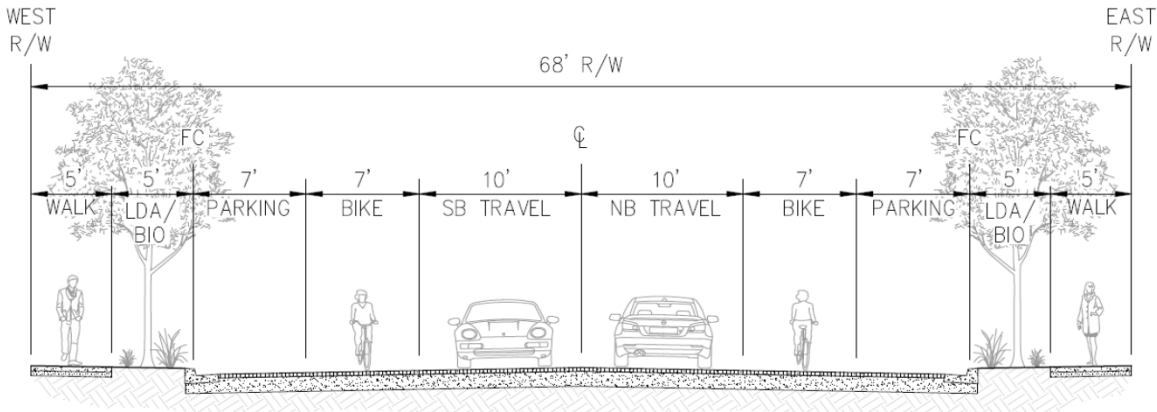 WEST
R/W
EAST
R/W
68' R/W
FC
℄
FC
5'
5'
7'
7'
10'
10'
7'
7'
5'
5'
WALK
LDA/
BIO
PARKING
BIKE
SB TRAVEL
NB TRAVEL
BIKE
PARKING
LDA/
BIO
WALK